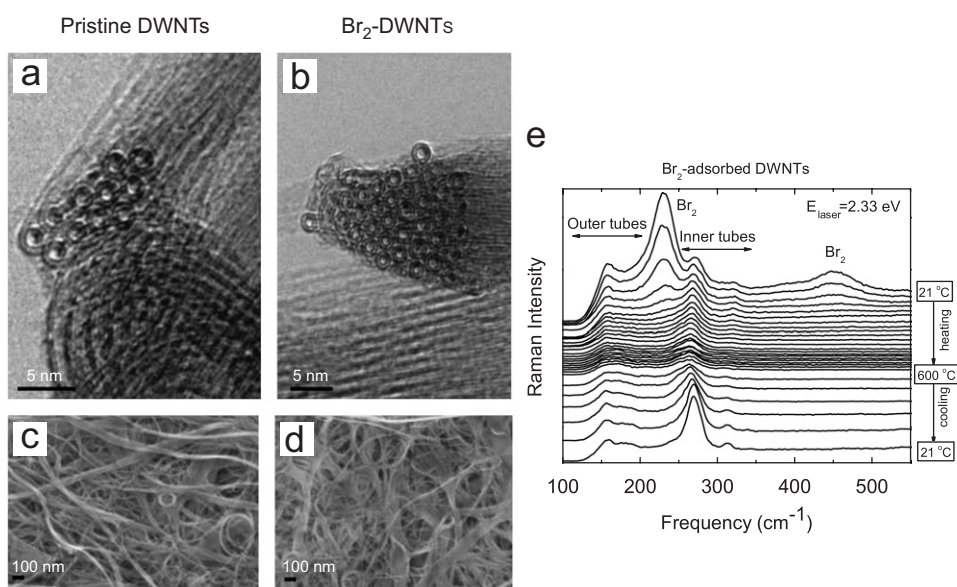 Pristine DWNTs
Br₂-DWNTs
a
b
5 nm
5 nm
c
d
100 nm
100 nm
e
Br₂-adsorbed DWNTs
Br₂
E_laser=2.33 eV
Outer tubes
Inner tubes
Br₂
Raman Intensity
21 °C
heating
600 °C
cooling
21 °C
100
200
300
400
500
Frequency (cm⁻¹)